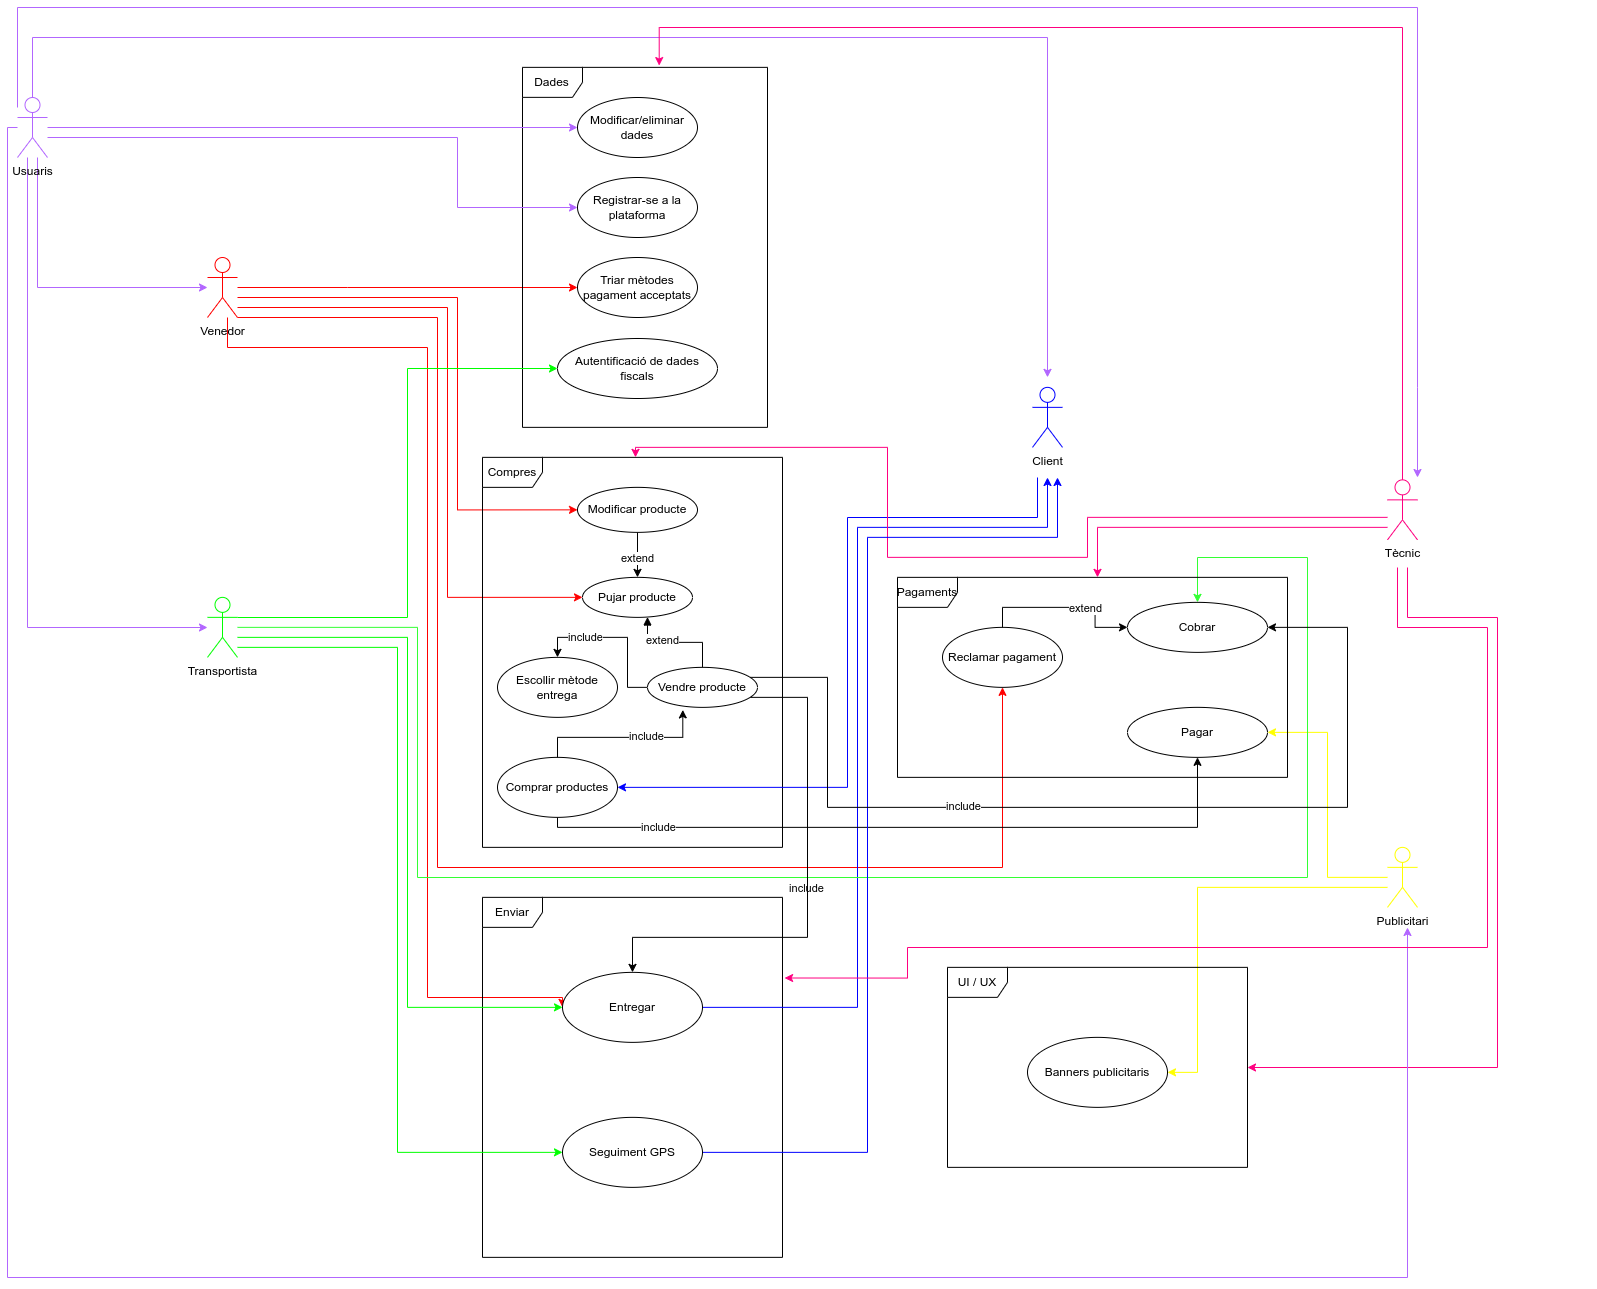 Dades
Modificar/eliminar
dades
Usuaris
Registrar-se a la
plataforma
Triar mètodes
pagament acceptats
Venedor
Autentificació de dades
fiscals
Client
Compres
Modificar producte
Tècnic
extend
Pagaments
Pujar producte
extend
Cobrar
include
extend
Reclamar pagament
Transportista
Escollir mètode
entrega
Vendre producte
include
Pagar
Comprar productes
include
include
include
Enviar
Publicitari
UI / UX
Entregar
Banners publicitaris
Seguiment GPS